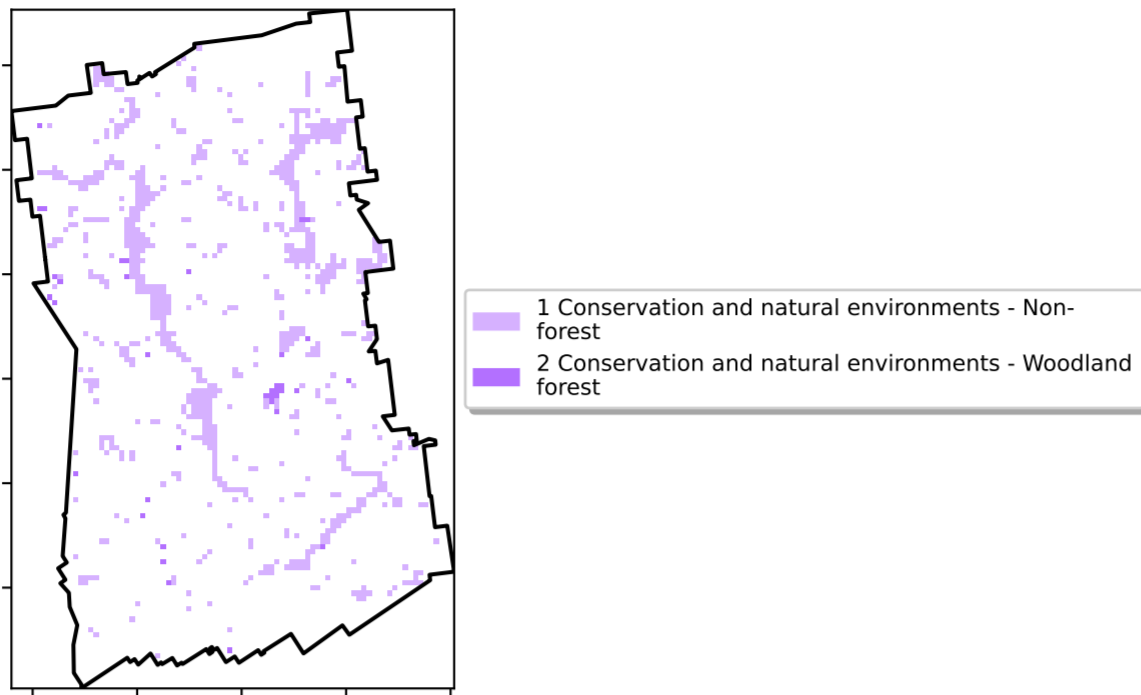 1 Conservation and natural environments - Non-
forest
2 Conservation and natural environments - Woodland
forest